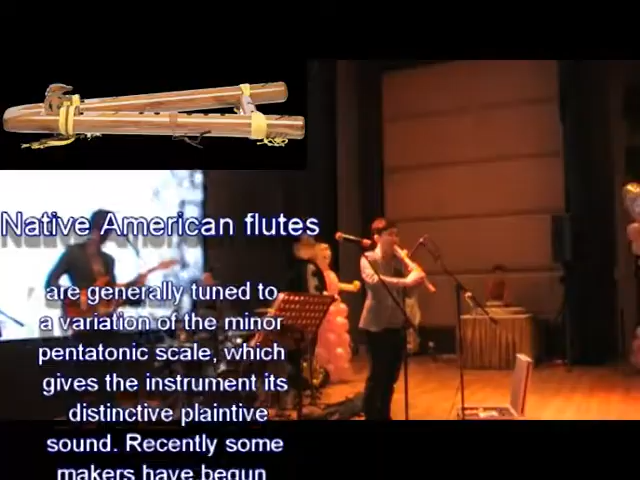 Native American flutes
are generally tuned to
a variation of the minor
pentatonic scale, which
gives the instrument its
distinctive plaintive
sound. Recently some
makers have begun